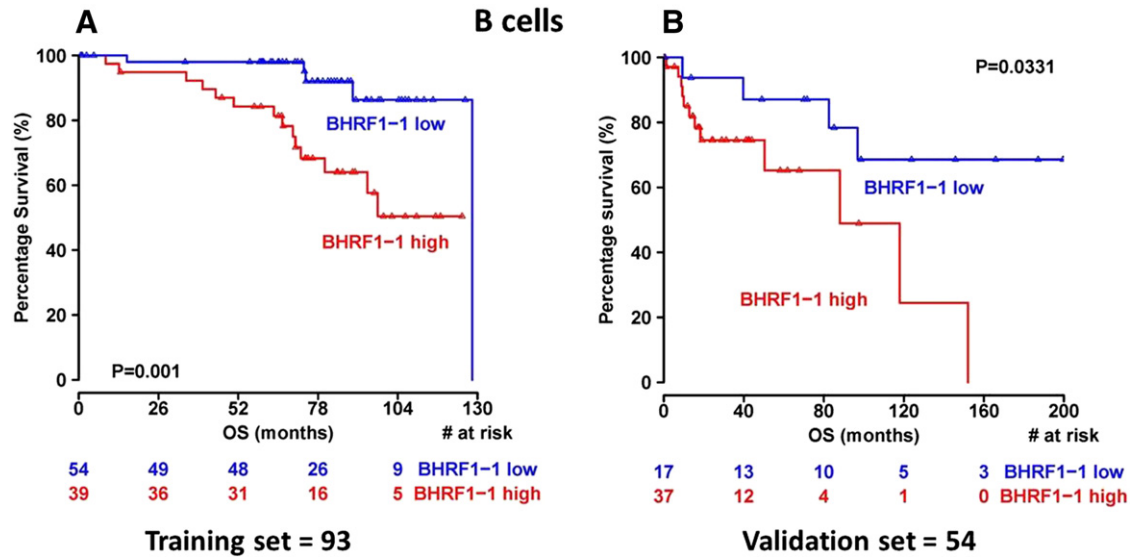 A
B cells
B
Percentage Survival (%)
100
80
60
40
20
0
BHRF1−1 low
BHRF1−1 high
P=0.001
0 26 52 78 104 130
OS (months)
# at risk
54 49 48 26 9 BHRF1−1 low
39 36 31 16 5 BHRF1−1 high
Training set = 93
Percentage survival (%)
100
80
60
40
20
0
P=0.0331
BHRF1−1 low
BHRF1−1 high
0 40 80 120 160 200
OS (months)
# at risk
17 13 10 5 3 BHRF1−1 low
37 12 4 1 0 BHRF1−1 high
Validation set = 54